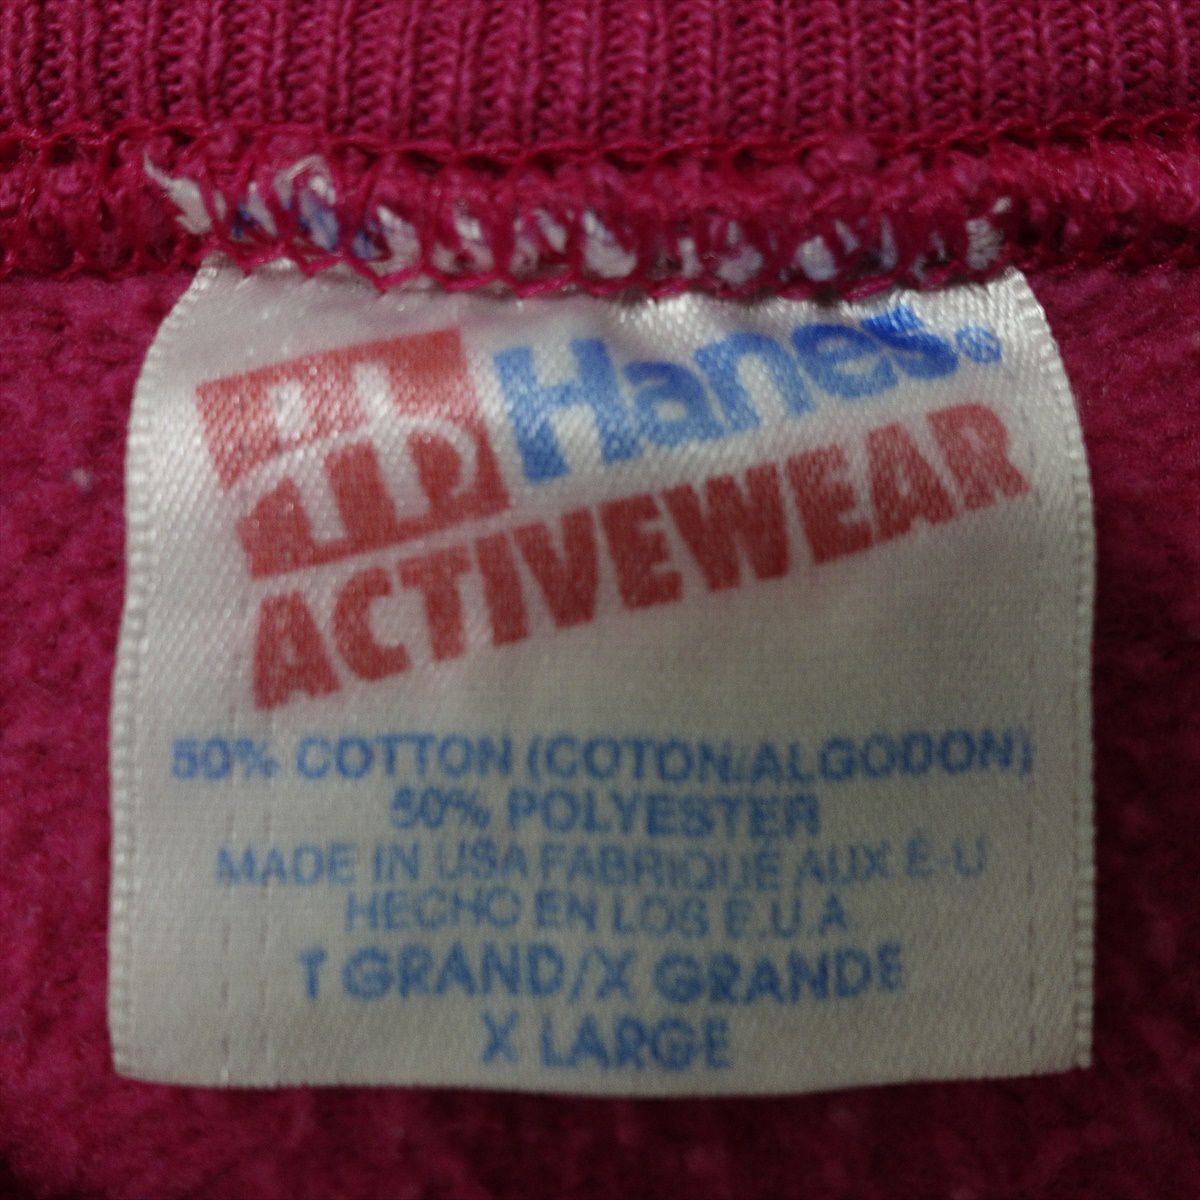 Hanes®
ACTIVEWEAR
50% COTTON (COTON/ALGODON)
50% POLYESTER
MADE IN USA FABRIQUÉ AUX É-U
HECHO EN LOS E.U.A.
T GRAND/X GRANDE
X LARGE